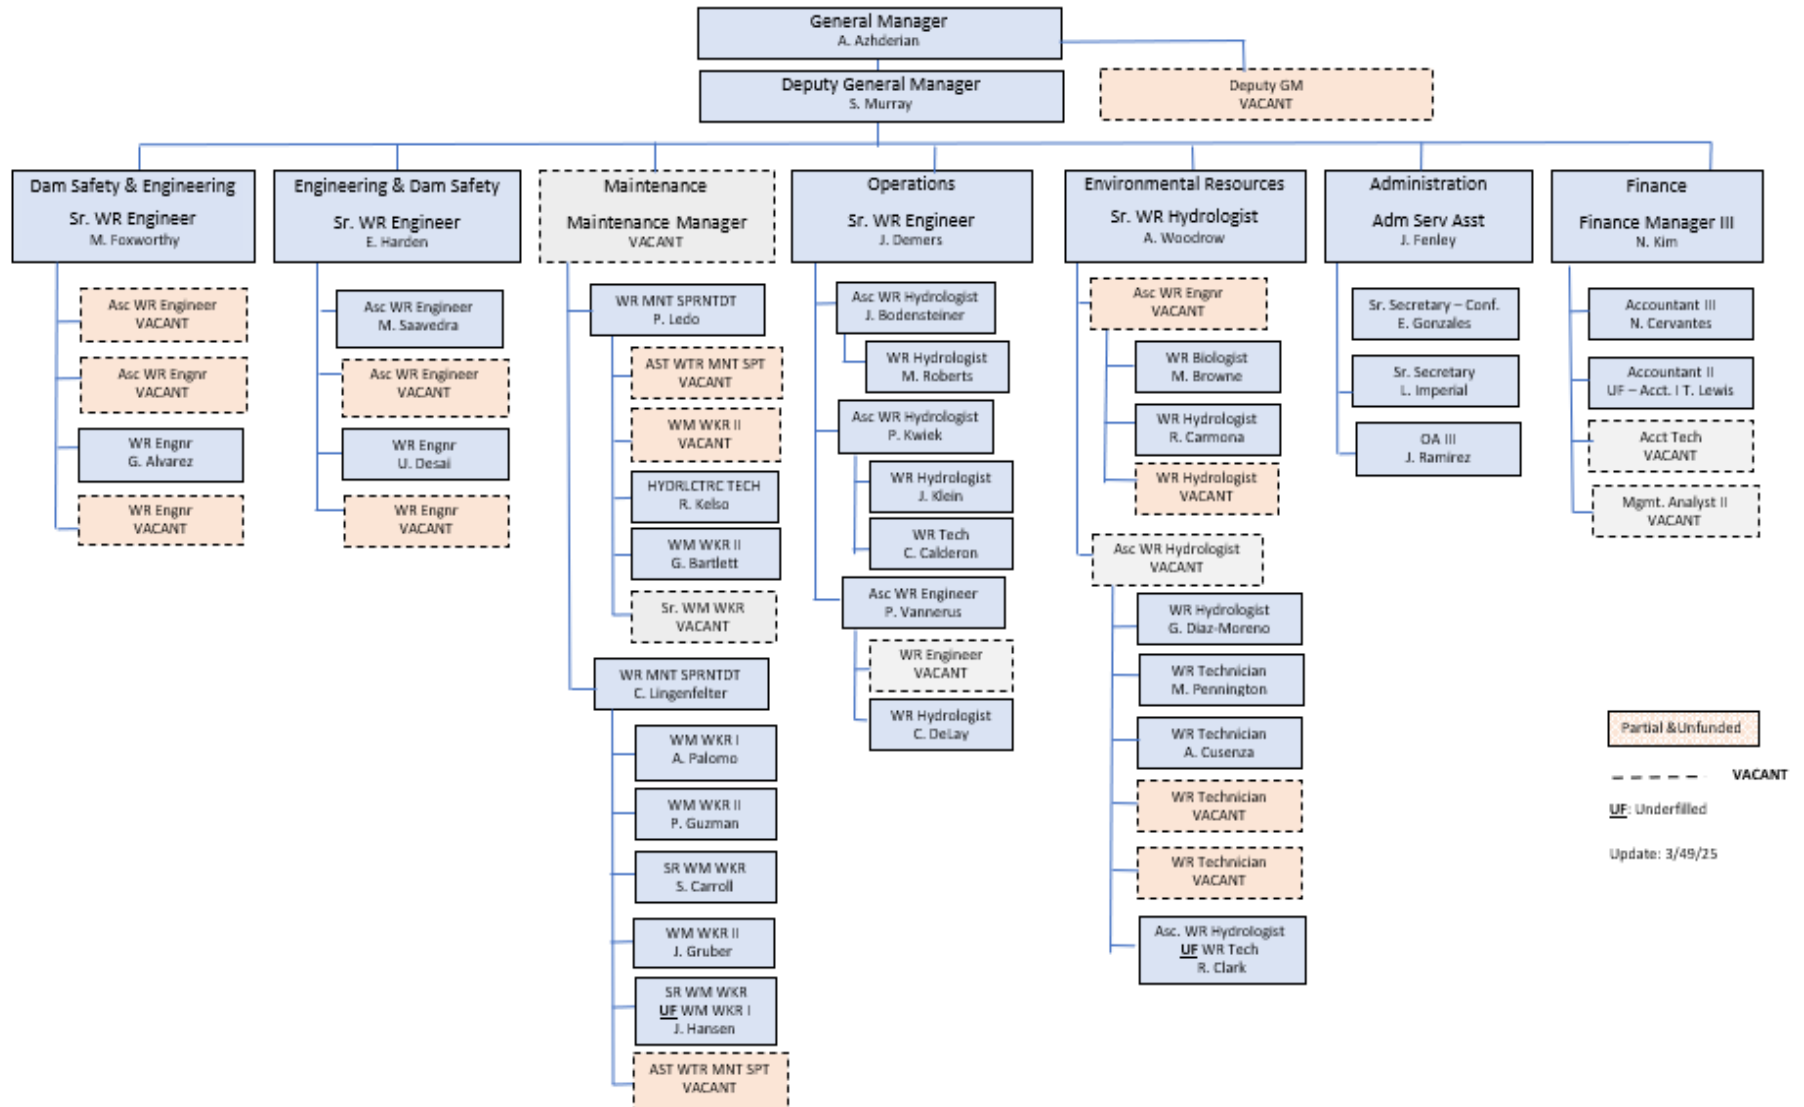 General Manager
A. Azhderian
Deputy General Manager
S. Murray
Deputy GM
VACANT
Dam Safety & Engineering
Sr. WR Engineer
M. Foxworthy
Asc WR Engineer
VACANT
Asc WR Engnr
VACANT
WR Engnr
G. Alvarez
WR Engnr
VACANT
Engineering & Dam Safety
Sr. WR Engineer
E. Harden
Asc WR Engineer
M. Saavedra
Asc WR Engineer
VACANT
WR Engnr
U. Desai
WR Engnr
VACANT
Maintenance
Maintenance Manager
VACANT
WR MNT SPRNTDT
P. Ledo
AST WTR MNT SPT
VACANT
WM WKR II
VACANT
HYDRLCTRC TECH
R. Kelso
WM WKR II
G. Bartlett
Sr. WM WKR
VACANT
WR MNT SPRNTDT
C. Lingenfelter
WM WKR I
A. Palomo
WM WKR II
P. Guzman
SR WM WKR
S. Carroll
WM WKR II
J. Gruber
SR WM WKR
UF WM WKR I
J. Hansen
AST WTR MNT SPT
VACANT
Operations
Sr. WR Engineer
J. Demers
Asc WR Hydrologist
J. Bodensteiner
WR Hydrologist
M. Roberts
Asc WR Hydrologist
P. Kwiek
WR Hydrologist
J. Klein
WR Tech
C. Calderon
Asc WR Engineer
P. Vannerus
WR Engineer
VACANT
WR Hydrologist
C. DeLay
Environmental Resources
Sr. WR Hydrologist
A. Woodrow
Asc WR Engnr
VACANT
WR Biologist
M. Browne
WR Hydrologist
R. Carmona
WR Hydrologist
VACANT
Asc WR Hydrologist
VACANT
WR Hydrologist
G. Diaz-Moreno
WR Technician
M. Pennington
WR Technician
A. Cusenza
WR Technician
VACANT
WR Technician
VACANT
Asc. WR Hydrologist
UF WR Tech
R. Clark
Administration
Adm Serv Asst
J. Fenley
Sr. Secretary – Conf.
E. Gonzales
Sr. Secretary
L. Imperial
OA III
J. Ramirez
Finance
Finance Manager III
N. Kim
Accountant III
N. Cervantes
Accountant II
UF – Acct. I T. Lewis
Acct Tech
VACANT
Mgmt. Analyst II
VACANT
Partial &Unfunded
VACANT
UF: Underfilled
Update: 3/49/25